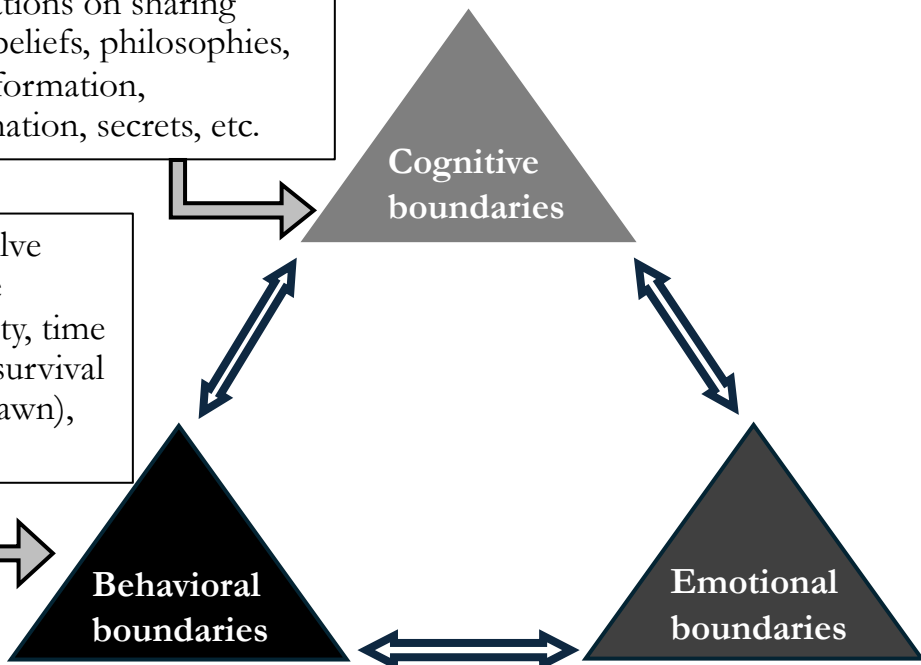 tions on sharing
beliefs, philosophies,
formation,
nation, secrets, etc.
Cognitive
boundaries
lve
ty, time
survival
awn),
Behavioral
boundaries
Emotional
boundaries